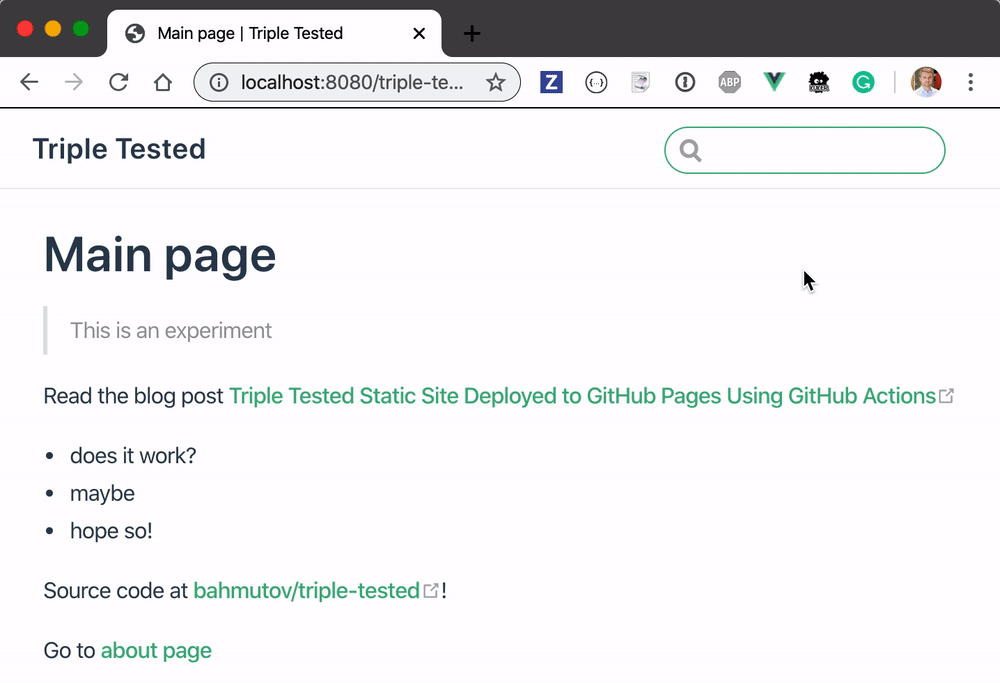 Main page | Triple Tested
localhost:8080/triple-te...
Z
{...}
ABP
Triple Tested
Main page
This is an experiment
Read the blog post Triple Tested Static Site Deployed to GitHub Pages Using GitHub Actions
does it work?
maybe
hope so!
Source code at bahmutov/triple-tested!
Go to about page